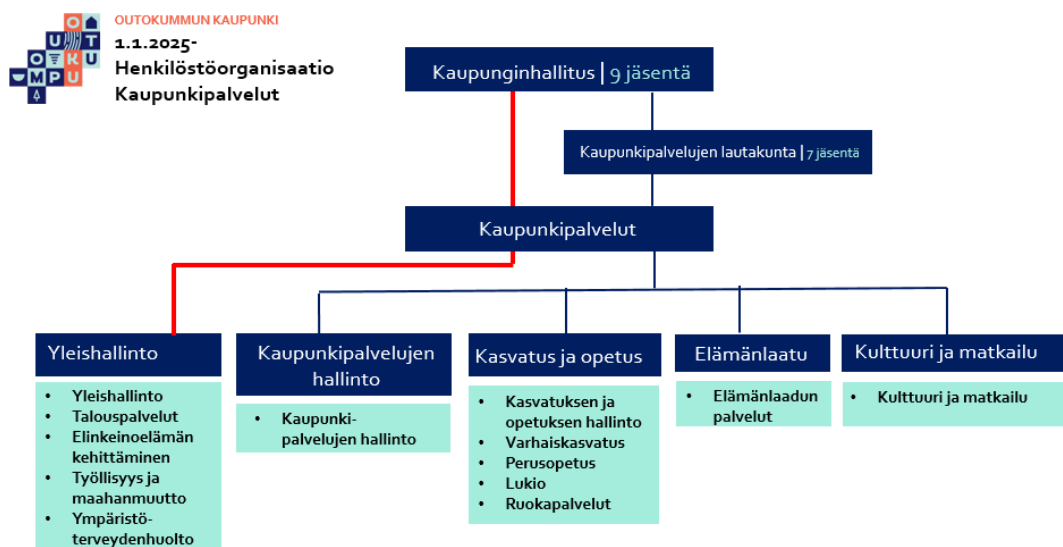 OUTOKUMMUN KAUPUNKI
1.1.2025-
Henkilöstöorganisaatio
Kaupunkipalvelut
O
U T
O K U
M P U
Kaupunginhallitus | 9 jäsentä
Kaupunkipalvelujen lautakunta | 7 jäsentä
Kaupunkipalvelut
Yleishallinto
• Yleishallinto
• Talouspalvelut
• Elinkeinoelämän
kehittäminen
• Työllisyys ja
maahanmuutto
• Ympäristö-
terveydenhuolto
Kaupunkipalvelujen
hallinto
• Kaupunki-
palvelujen hallinto
Kasvatus ja opetus
• Kasvatuksen ja
opetuksen hallinto
• Varhaiskasvatus
• Perusopetus
• Lukio
• Ruokapalvelut
Elämänlaatu
• Elämänlaadun
palvelut
Kulttuuri ja matkailu
• Kulttuuri ja matkailu